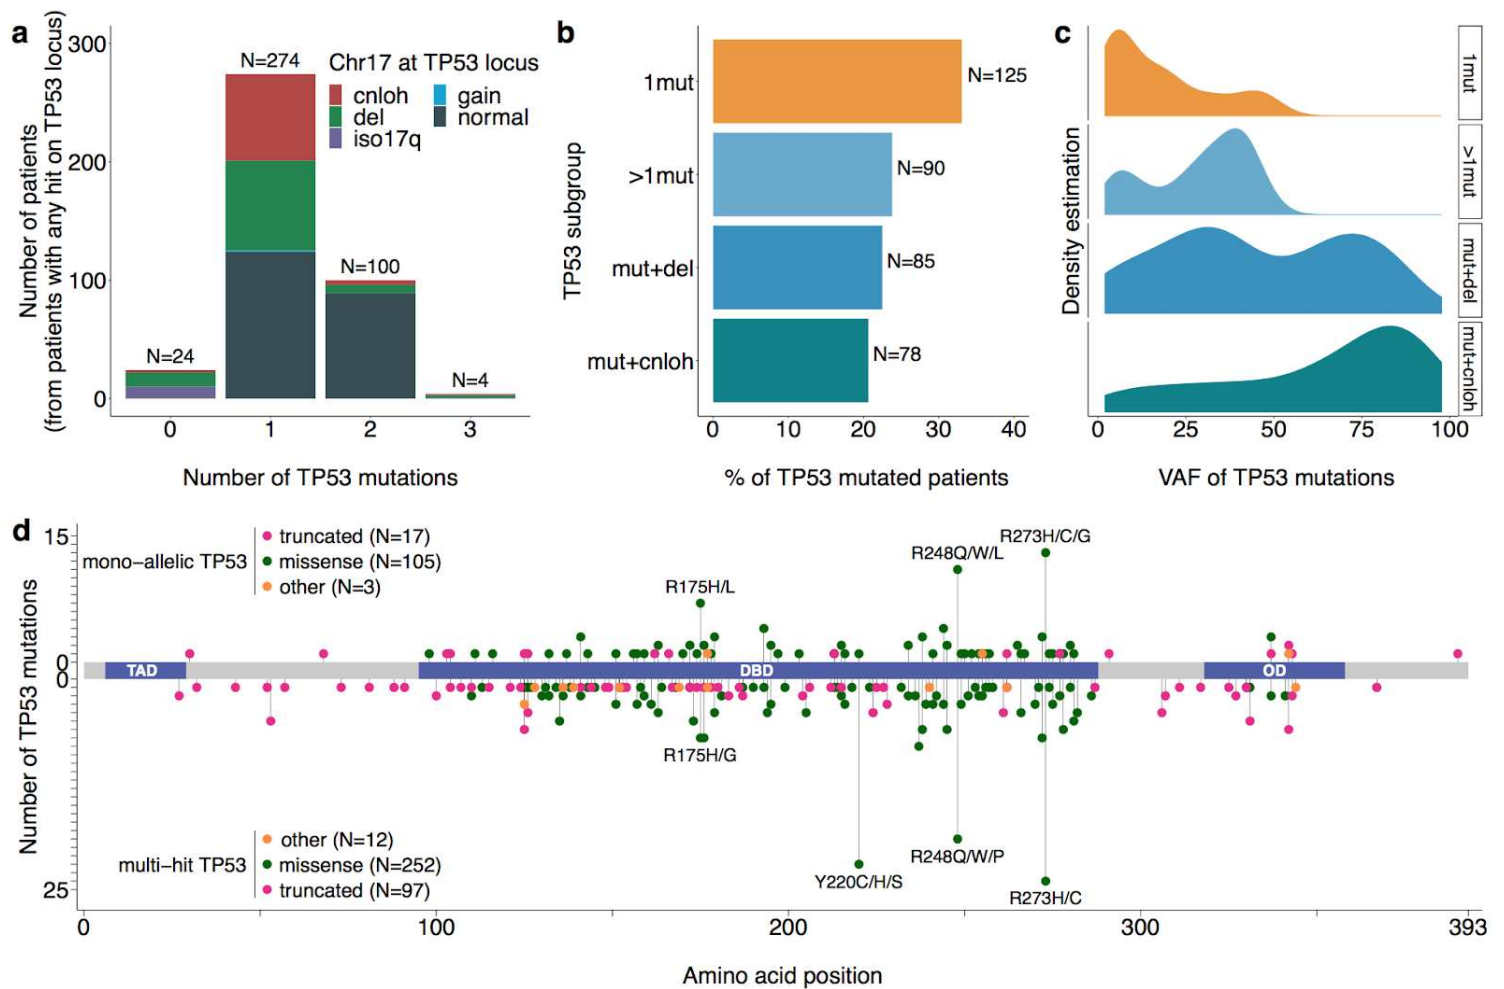 a
Number of patients
(from patients with any hit on TP53 locus)
300
200
100
0
N=24
N=274
N=100
N=4
Chr17 at TP53 locus
cnloh
del
iso17q
gain
normal
0 1 2 3
Number of TP53 mutations
b
TP53 subgroup
1mut
>1mut
mut+del
mut+cnloh
N=125
N=90
N=85
N=78
0 10 20 30 40
% of TP53 mutated patients
c
Density estimation
1mut
>1mut
mut+del
mut+cnloh
0 25 50 75 100
VAF of TP53 mutations
d
Number of TP53 mutations
15
0
0
25
mono-allelic TP53
truncated (N=17)
missense (N=105)
other (N=3)
R175H/L
R248Q/W/L
R273H/C/G
TAD
DBD
OD
R175H/G
Y220C/H/S
R248Q/W/P
R273H/C
multi-hit TP53
other (N=12)
missense (N=252)
truncated (N=97)
0 100 200 300 393
Amino acid position